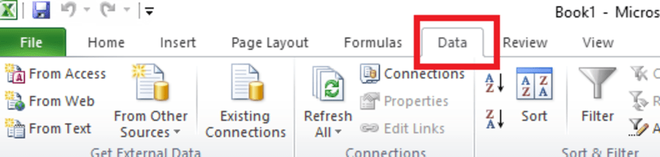 Book1 - Micros
File Home Insert Page Layout Formulas Data Review View
From Access
From Web
From Text
From Other
Sources
Existing
Connections
Refresh
All
Connections
Properties
Edit Links
A
Z
Z
A
A Z
Z A
Sort
Filter
Get External Data
Connections
Sort & Filter